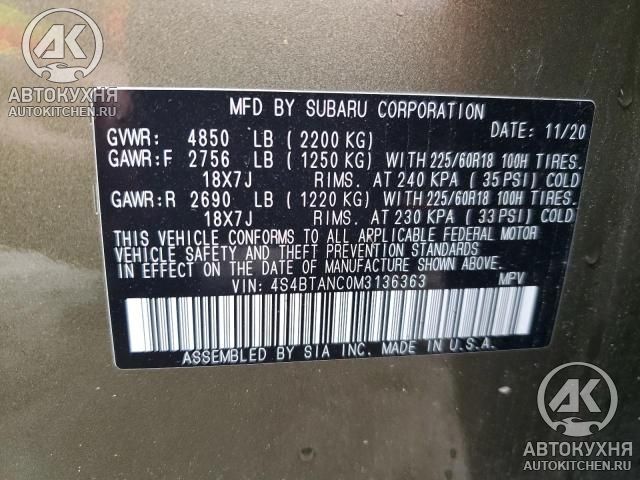 AK
АВТОКУХНЯ
AUTOKITCHEN.RU
MFD BY SUBARU CORPORATION
DATE: 11/20
GVWR: 4850 LB ( 2200 KG)
GAWR:F 2756 LB ( 1250 KG) WITH 225/60R18 100H TIRES.
18X7J RIMS. AT 240 KPA ( 35 PSI) COLD
GAWR:R 2690 LB ( 1220 KG) WITH 225/60R18 100H TIRES.
18X7J RIMS. AT 230 KPA ( 33 PSI) COLD
THIS VEHICLE CONFORMS TO ALL APPLICABLE FEDERAL MOTOR
VEHICLE SAFETY AND THEFT PREVENTION STANDARDS
IN EFFECT ON THE DATE OF MANUFACTURE SHOWN ABOVE.
VIN: 4S4BTANC0M3136363 MPV
ASSEMBLED BY SIA INC. MADE IN U.S.A.
AK
АВТОКУХНЯ
AUTOKITCHEN.RU